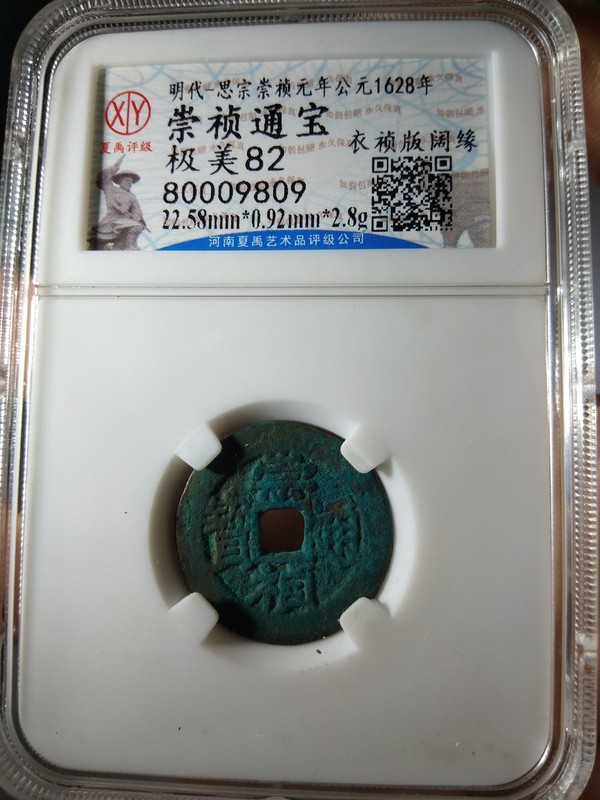 明代-思宗崇祯元年公元1628年
崇祯通宝
XY
夏禹评级
衣祯版阔缘
极美82
80009809
22.58mm*0.92mm*2.8g
河南夏禹艺术品评级公司
崇
祯
通